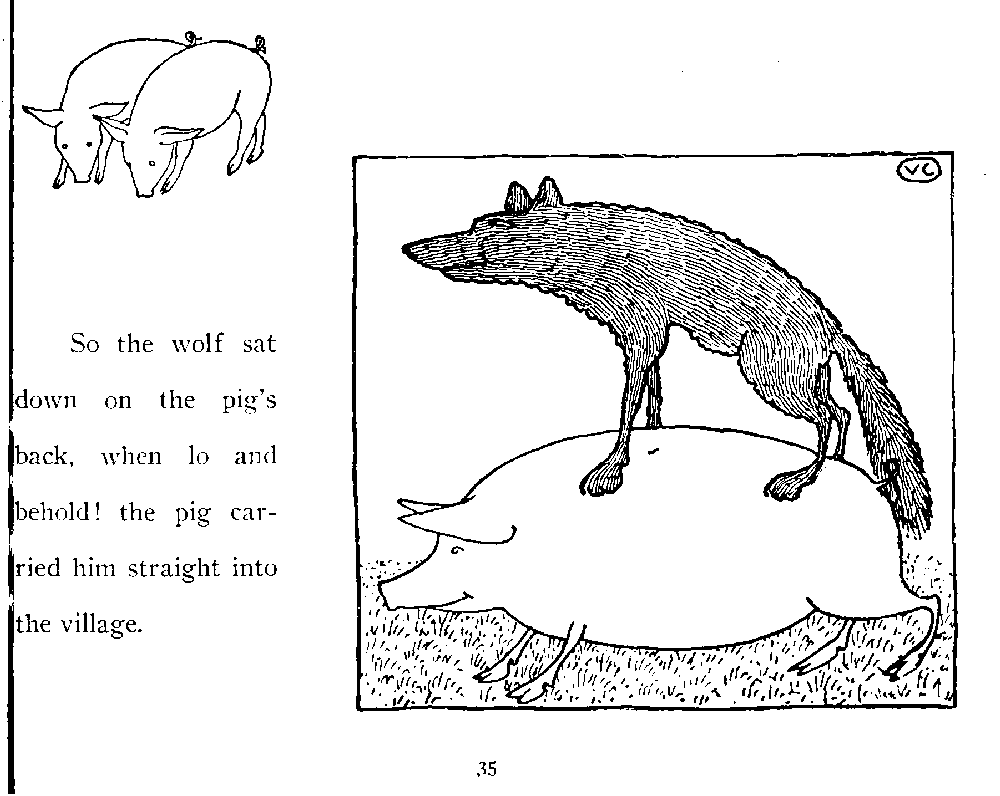 VC
So the wolf sat
down on the pig's
back, when lo and
behold! the pig car-
ried him straight into
the village.
35